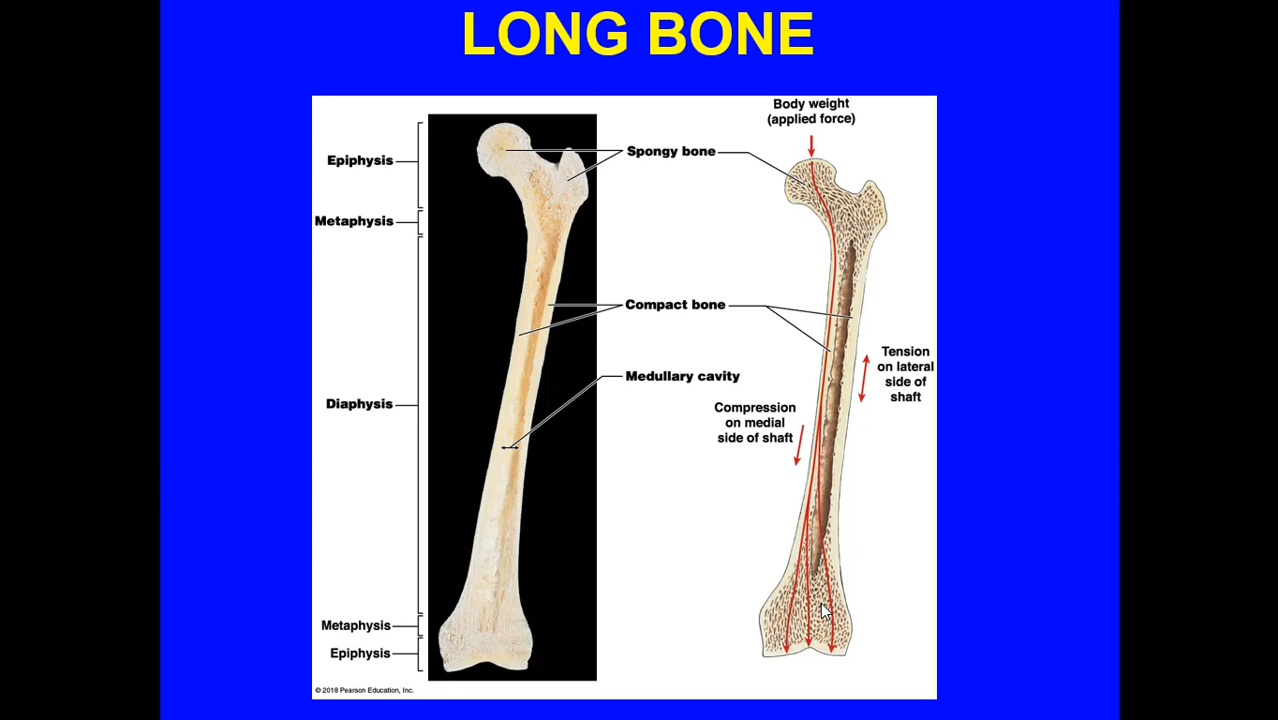 LONG BONE
Body weight
(applied force)
Epiphysis
Spongy bone
Metaphysis
Compact bone
Tension
on lateral
side of
shaft
Medullary cavity
Diaphysis
Compression
on medial
side of shaft
Metaphysis
Epiphysis
© 2018 Pearson Education, Inc.